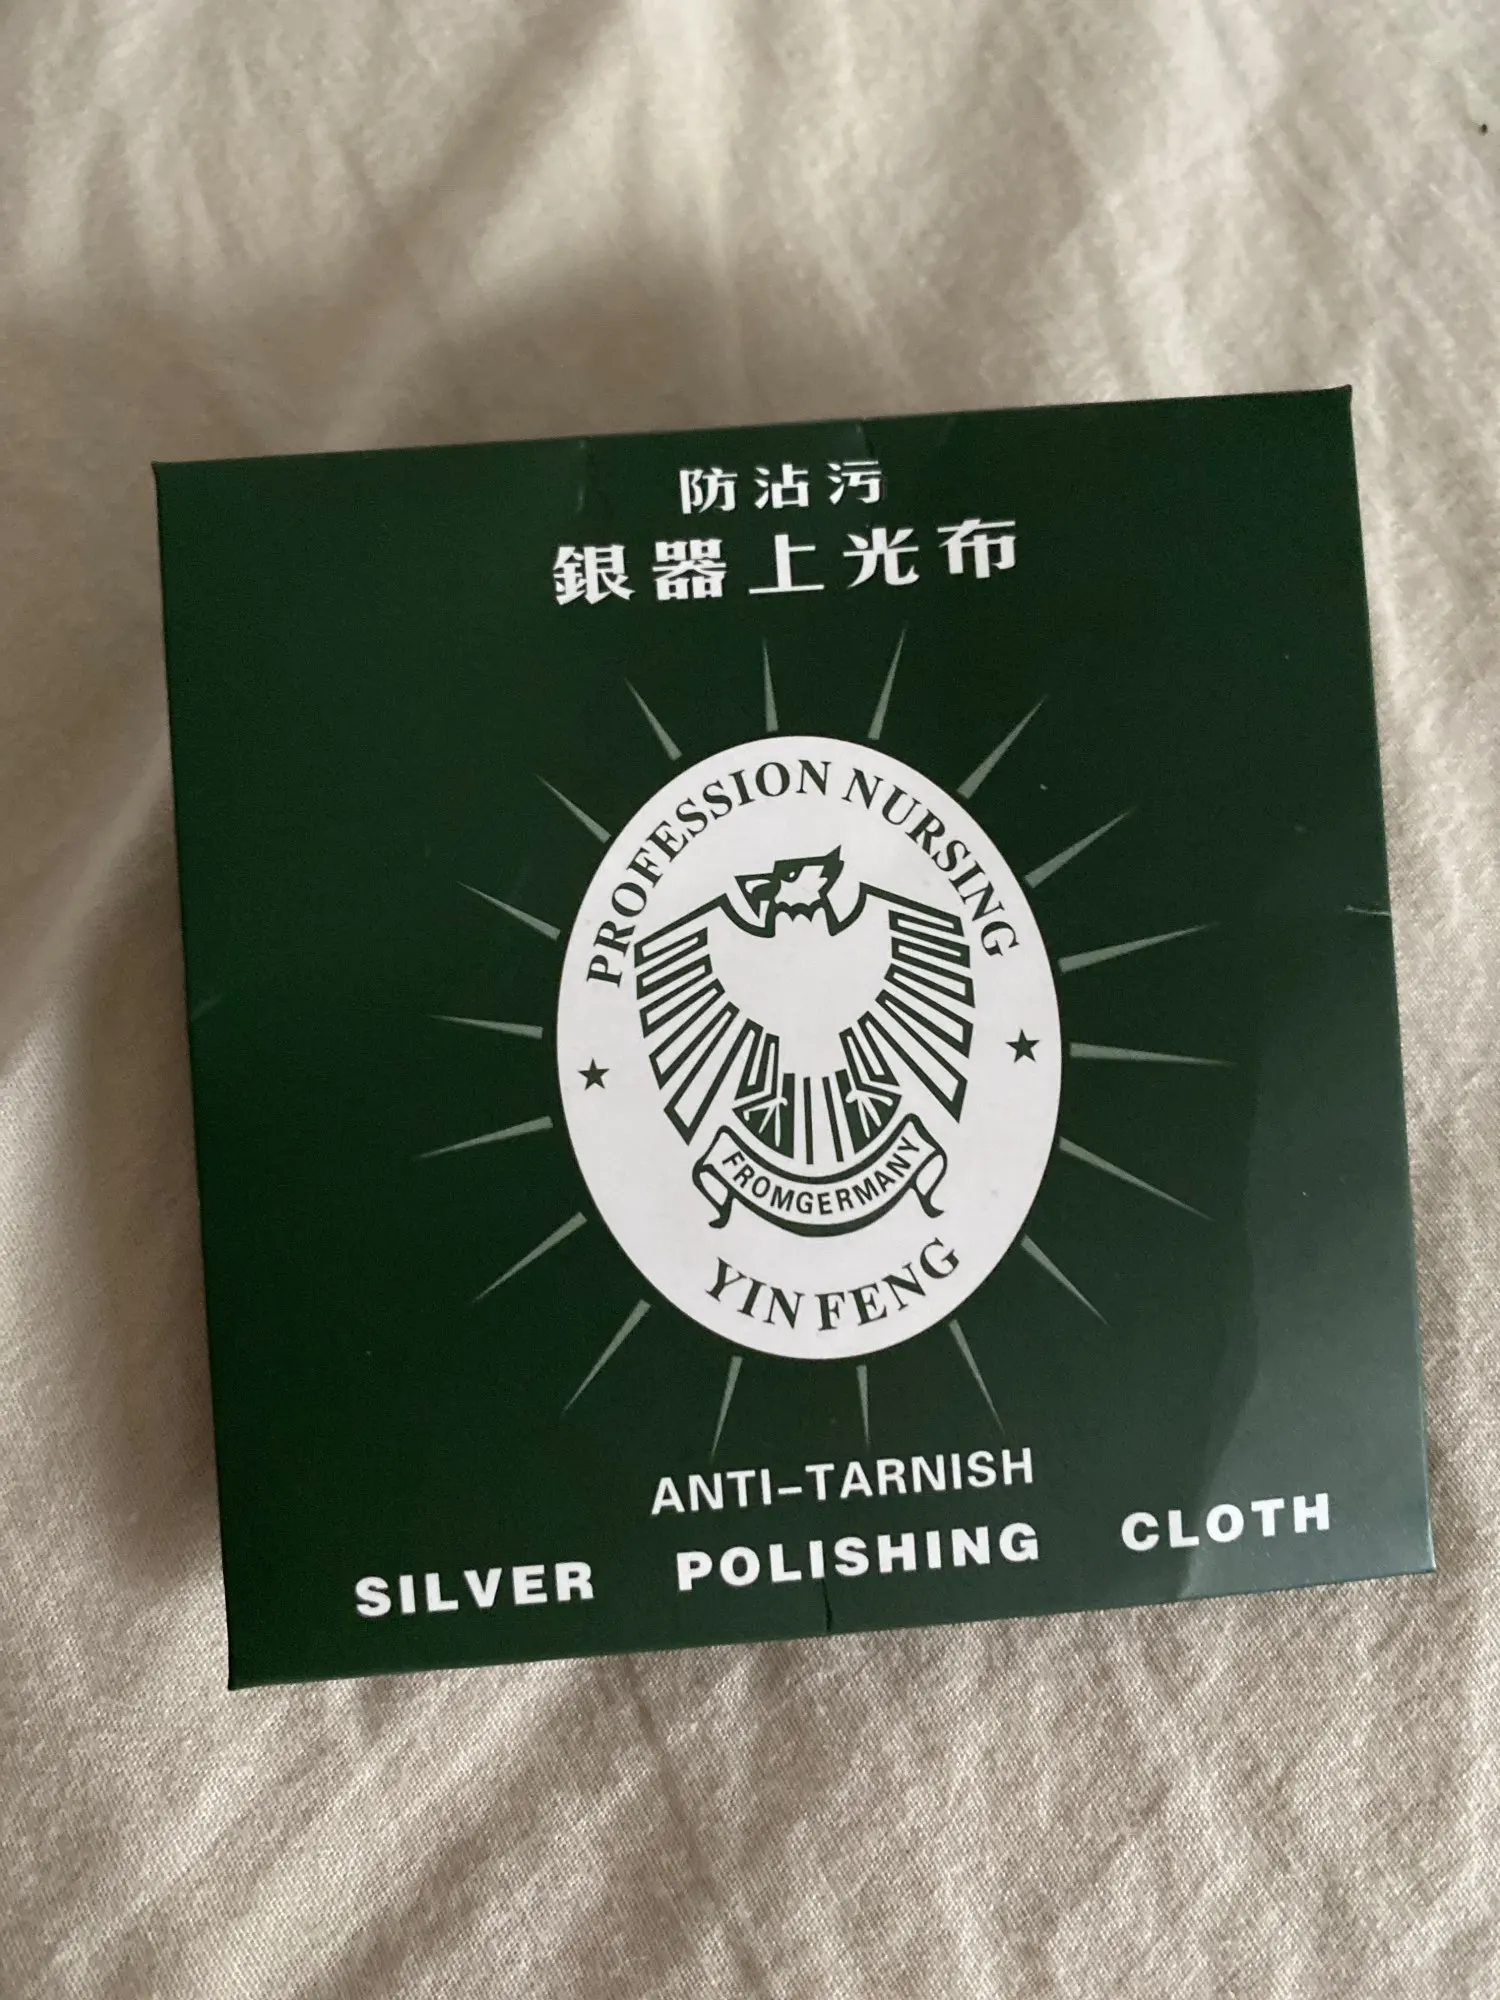 防沾污
銀器上光布
PROFESSION NURSING
FROMGERMANY
YIN FENG
ANTI-TARNISH
SILVER POLISHING CLOTH